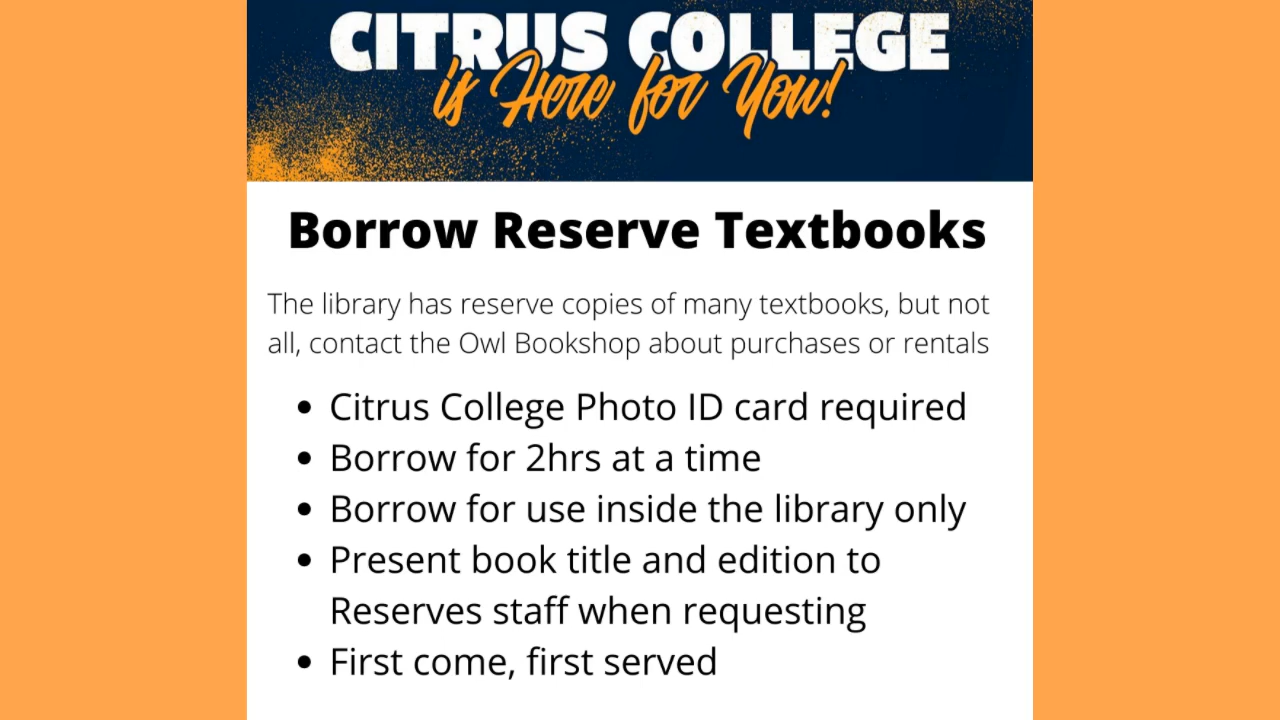 CITRUS COLLEGE
is Here for You!
Borrow Reserve Textbooks
The library has reserve copies of many textbooks, but not
all, contact the Owl Bookshop about purchases or rentals
• Citrus College Photo ID card required
• Borrow for 2hrs at a time
• Borrow for use inside the library only
• Present book title and edition to
Reserves staff when requesting
• First come, first served